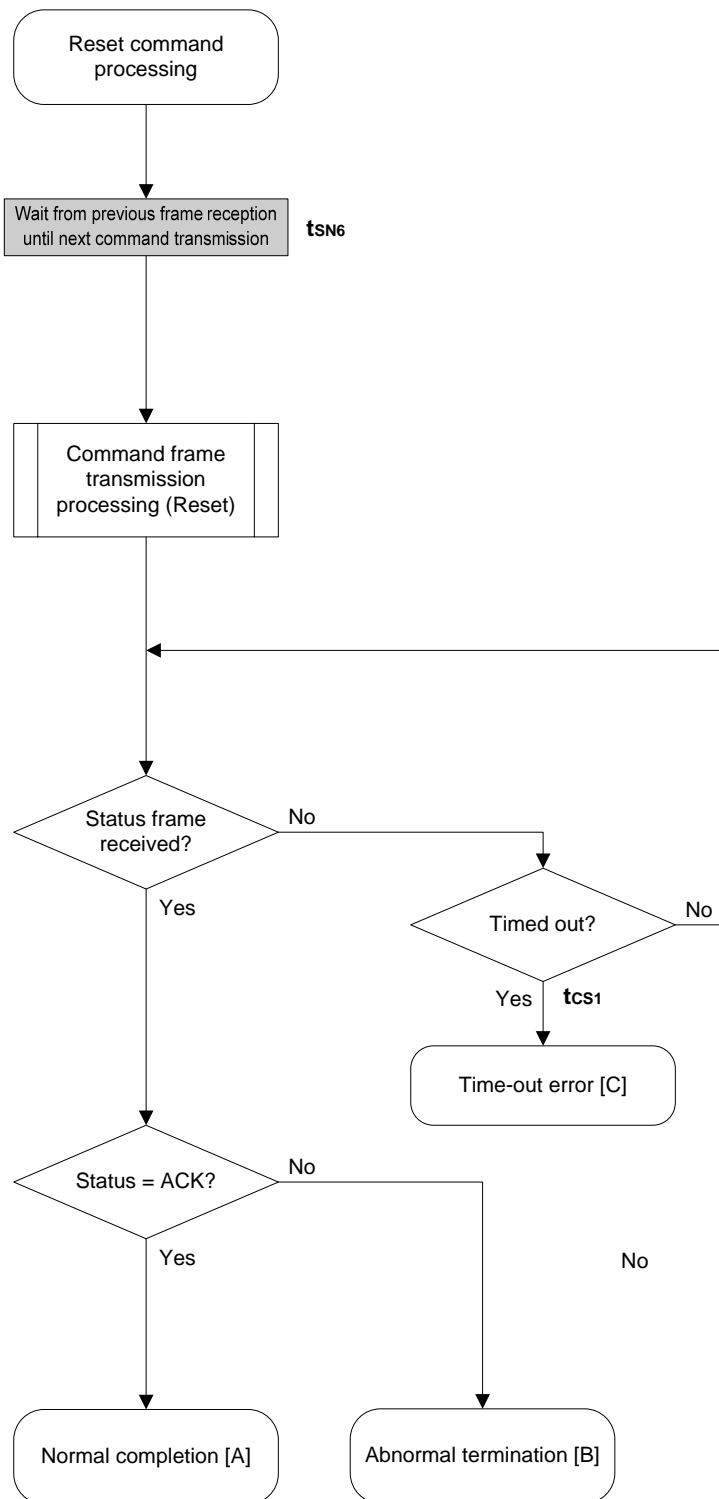 Reset command
processing
Wait from previous frame reception
until next command transmission
tSN6
Command frame
transmission
processing (Reset)
Status frame
received?
No
Yes
Timed out?
No
Yes
tCS1
Time-out error [C]
Status = ACK?
No
Yes
No
Normal completion [A]
Abnormal termination [B]